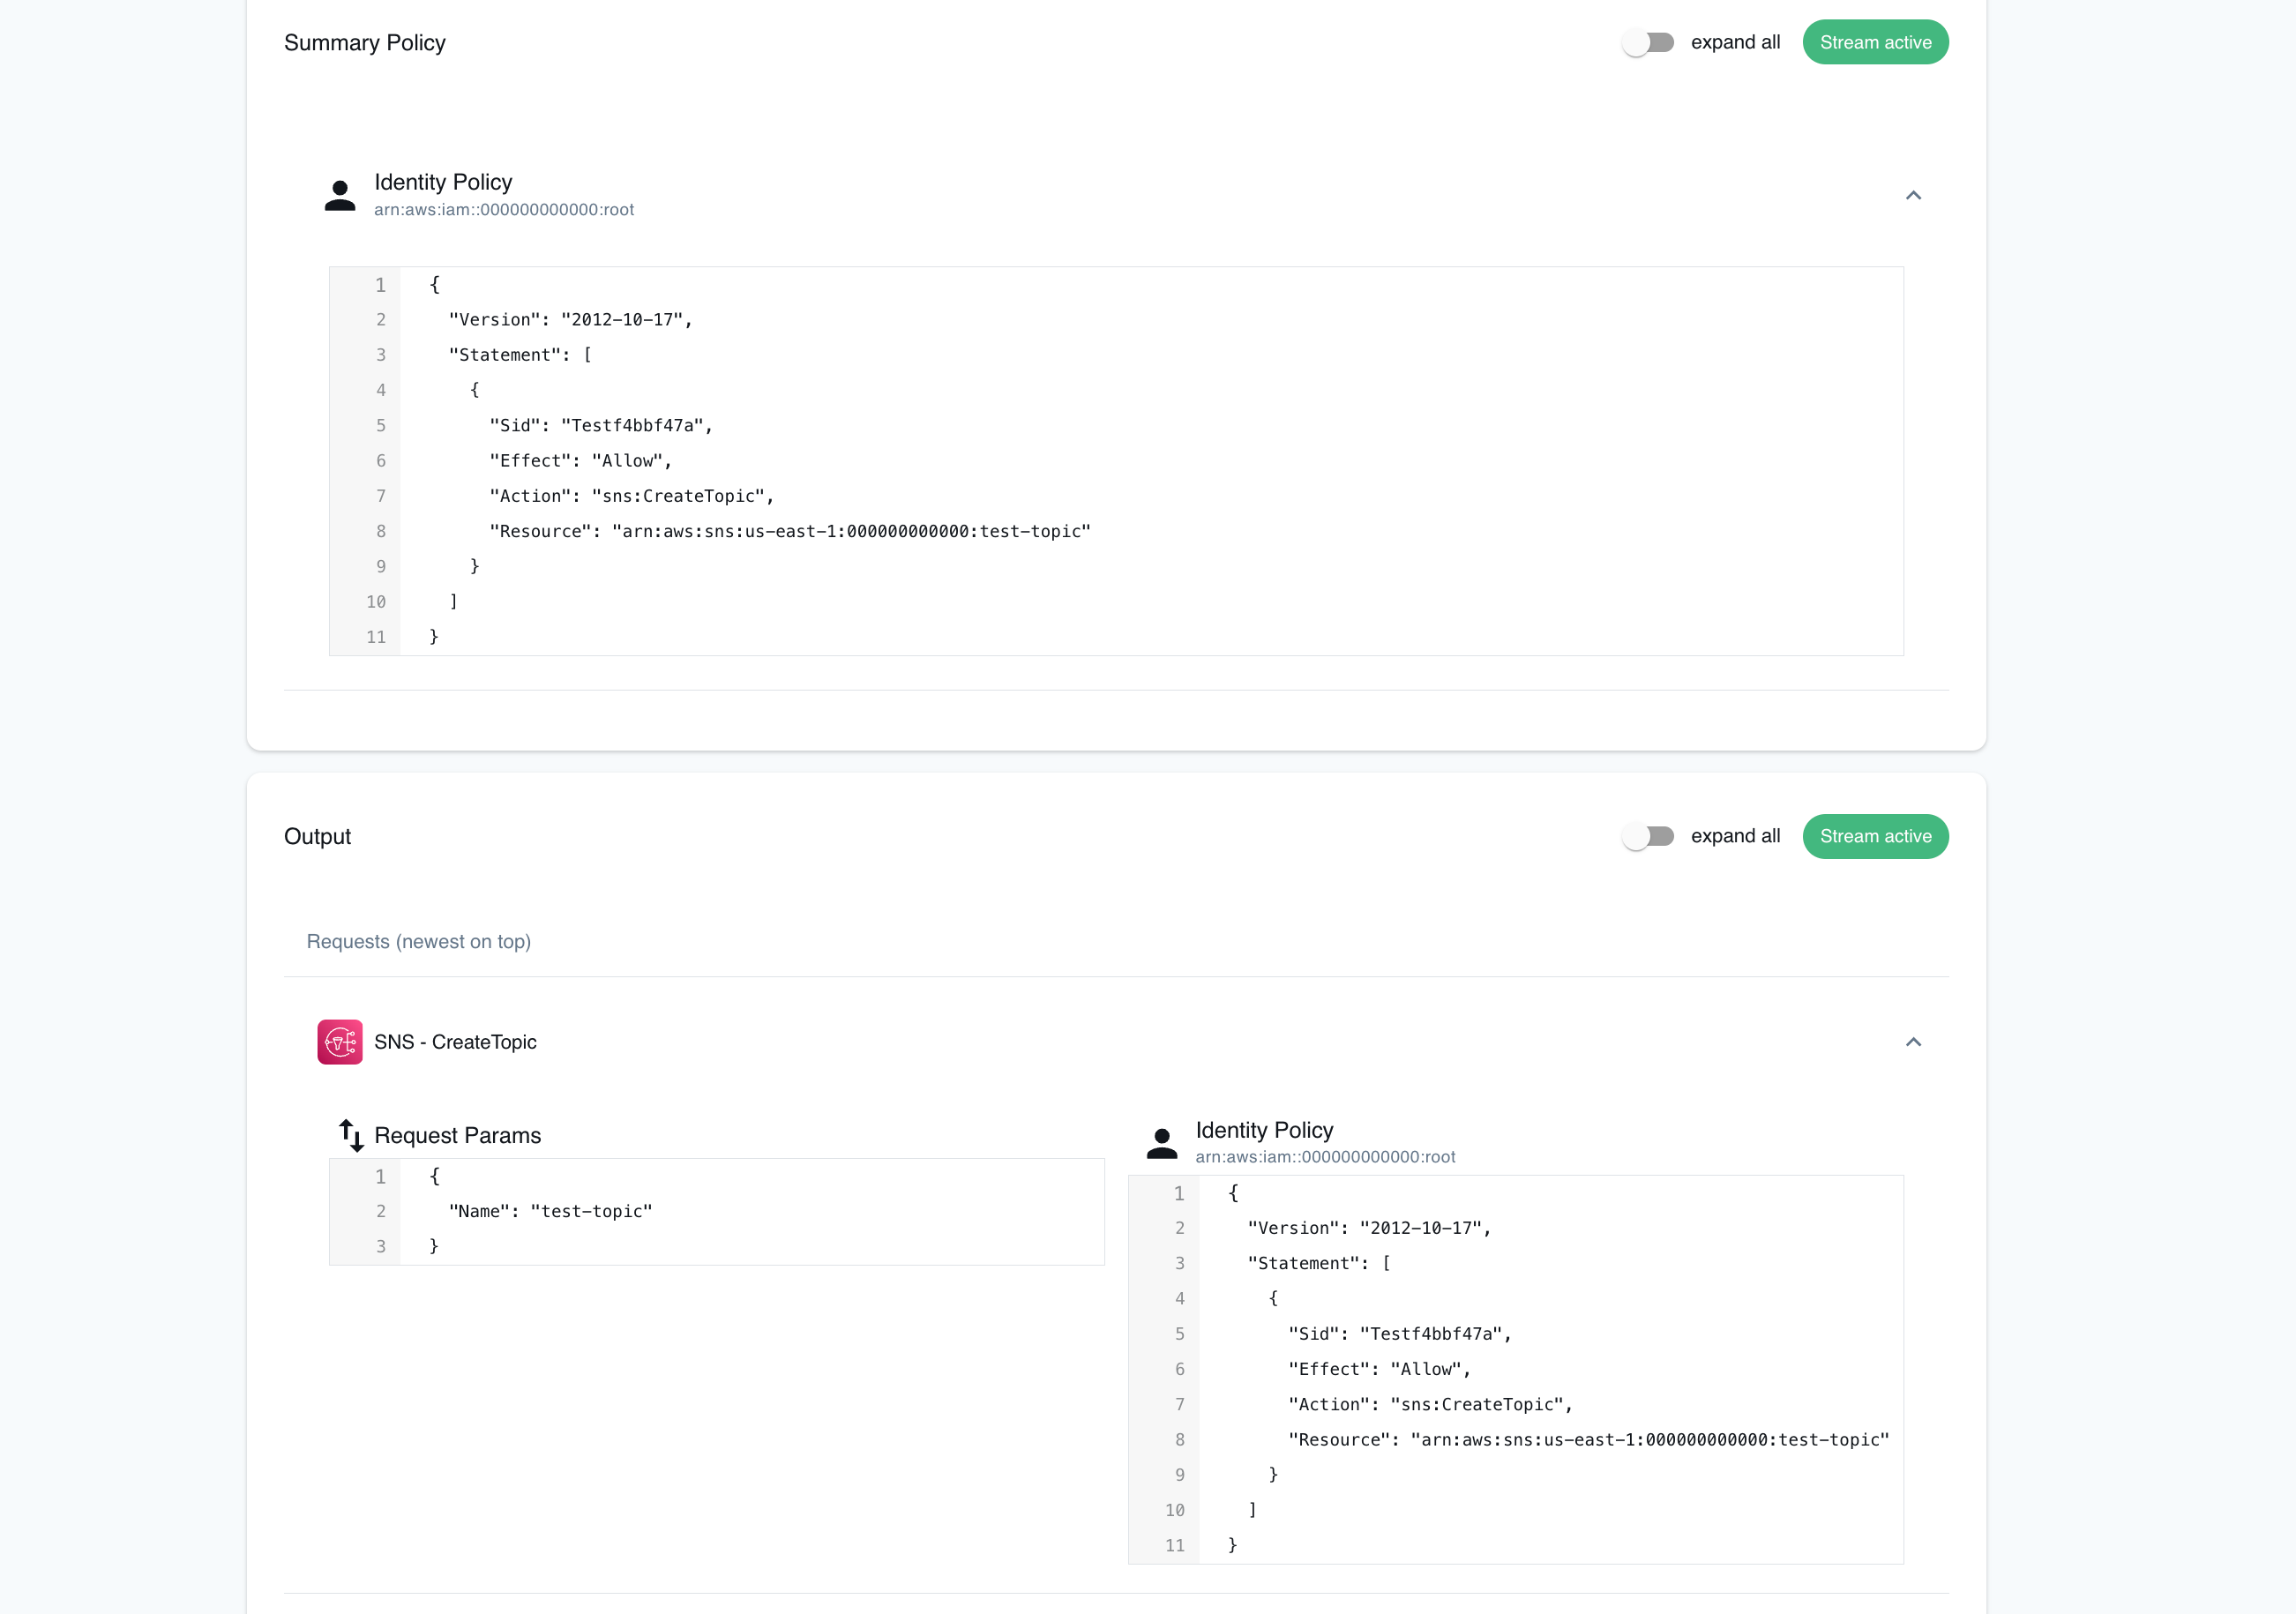 Summary Policy
expand all
Stream active
Identity Policy
arn:aws:iam::000000000000:root
1 {
2 "Version": "2012-10-17",
3 "Statement": [
4 {
5 "Sid": "Testf4bbf47a",
6 "Effect": "Allow",
7 "Action": "sns:CreateTopic",
8 "Resource": "arn:aws:sns:us-east-1:000000000000:test-topic"
9 }
10 ]
11 }
Output
expand all
Stream active
Requests (newest on top)
SNS - CreateTopic
Request Params
1 {
2 "Name": "test-topic"
3 }
Identity Policy
arn:aws:iam::000000000000:root
1 {
2 "Version": "2012-10-17",
3 "Statement": [
4 {
5 "Sid": "Testf4bbf47a",
6 "Effect": "Allow",
7 "Action": "sns:CreateTopic",
8 "Resource": "arn:aws:sns:us-east-1:000000000000:test-topic"
9 }
10 ]
11 }